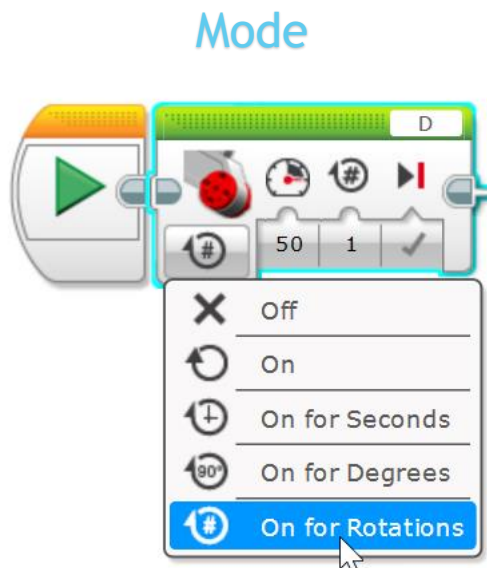 Mode
D
#
50 1
#
Off
On
On for Seconds
90° On for Degrees
# On for Rotations